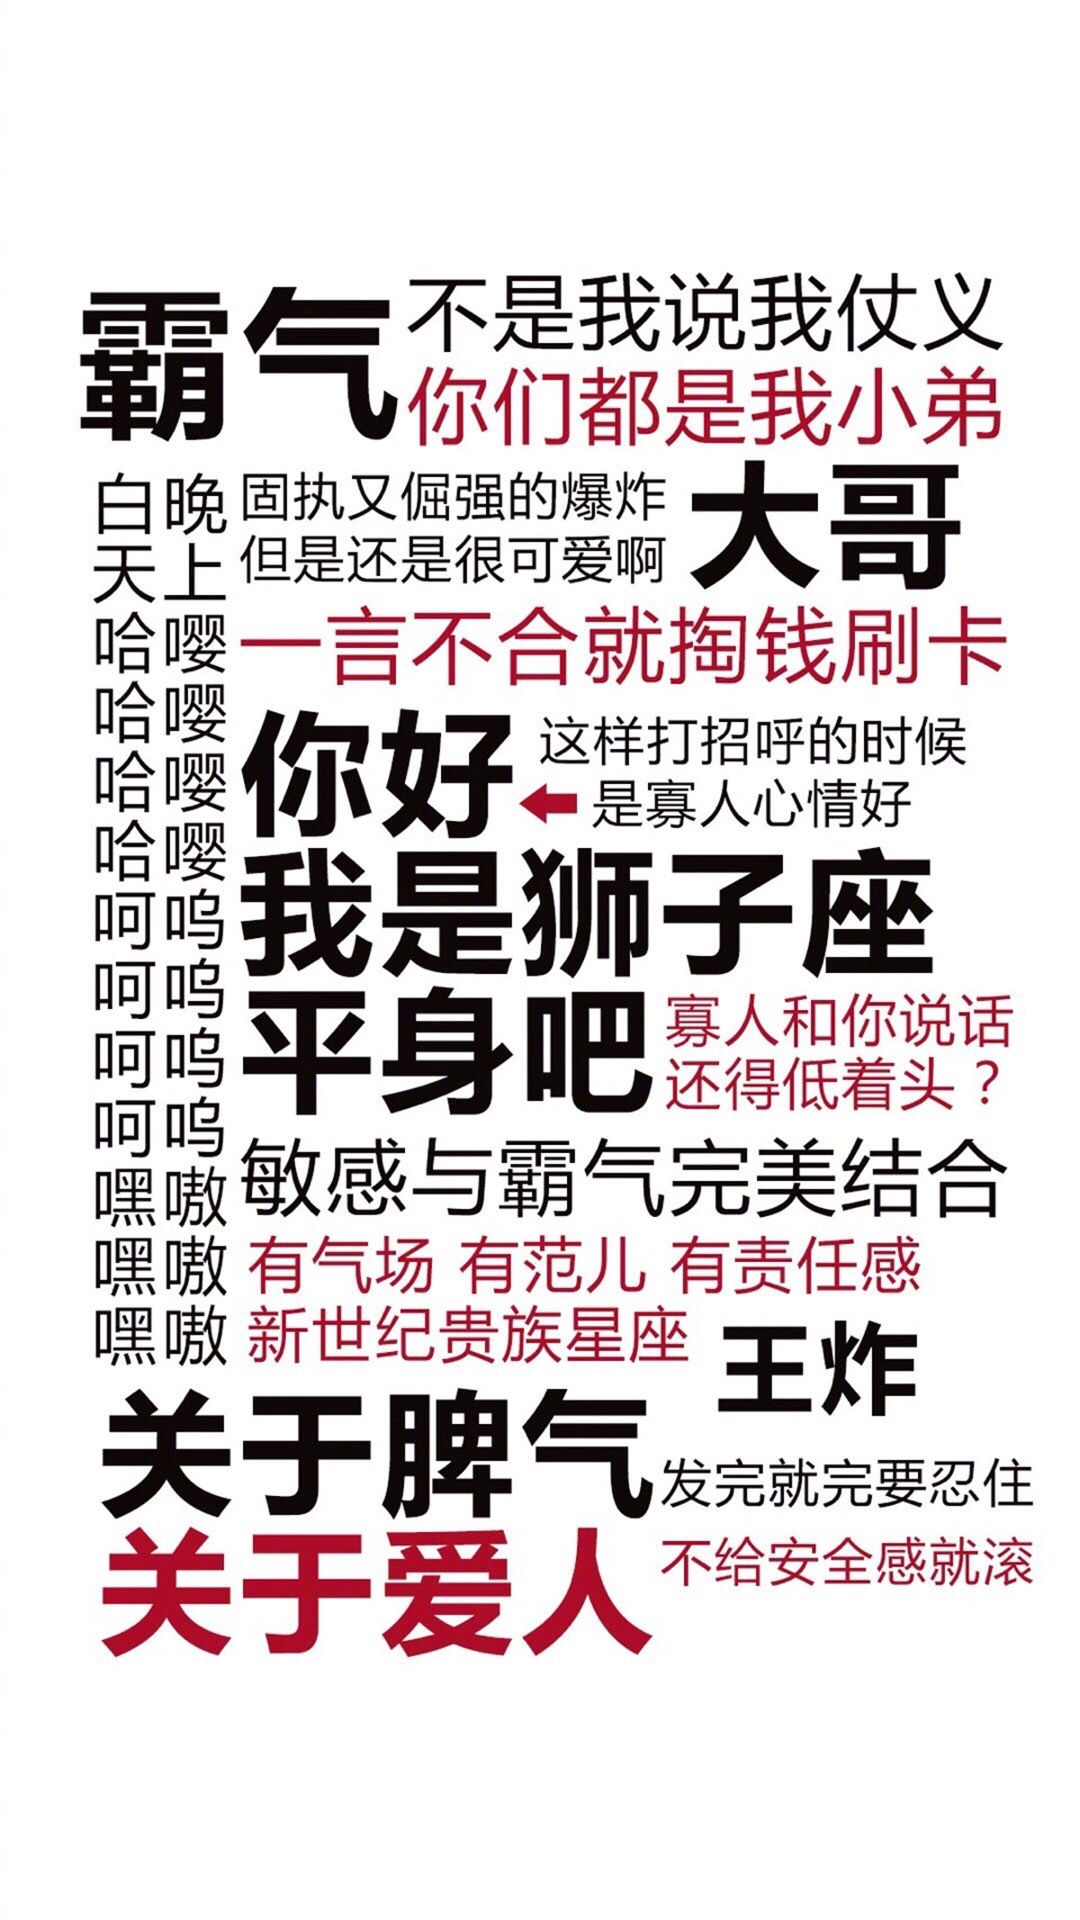 霸气
不是我说我仗义
你们都是我小弟
白天哈哈哈哈呵呵呵呵嘿嘿嘿
晚上嘤嘤嘤嘤呜呜呜呜嗷嗷嗷
固执又倔强的爆炸
但是还是很可爱啊
大哥
一言不合就掏钱刷卡
你好
这样打招呼的时候
是寡人心情好
我是狮子座
平身吧
寡人和你说话
还得低着头？
敏感与霸气完美结合
有气场 有范儿 有责任感
新世纪贵族星座
王炸
关于脾气
发完就完要忍住
关于爱人
不给安全感就滚